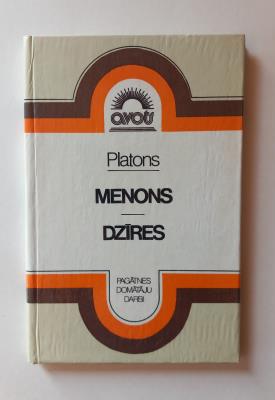 avots
Platons
MENONS
DZĪRES
PAGĀTNES
DOMĀTĀJU
DARBI